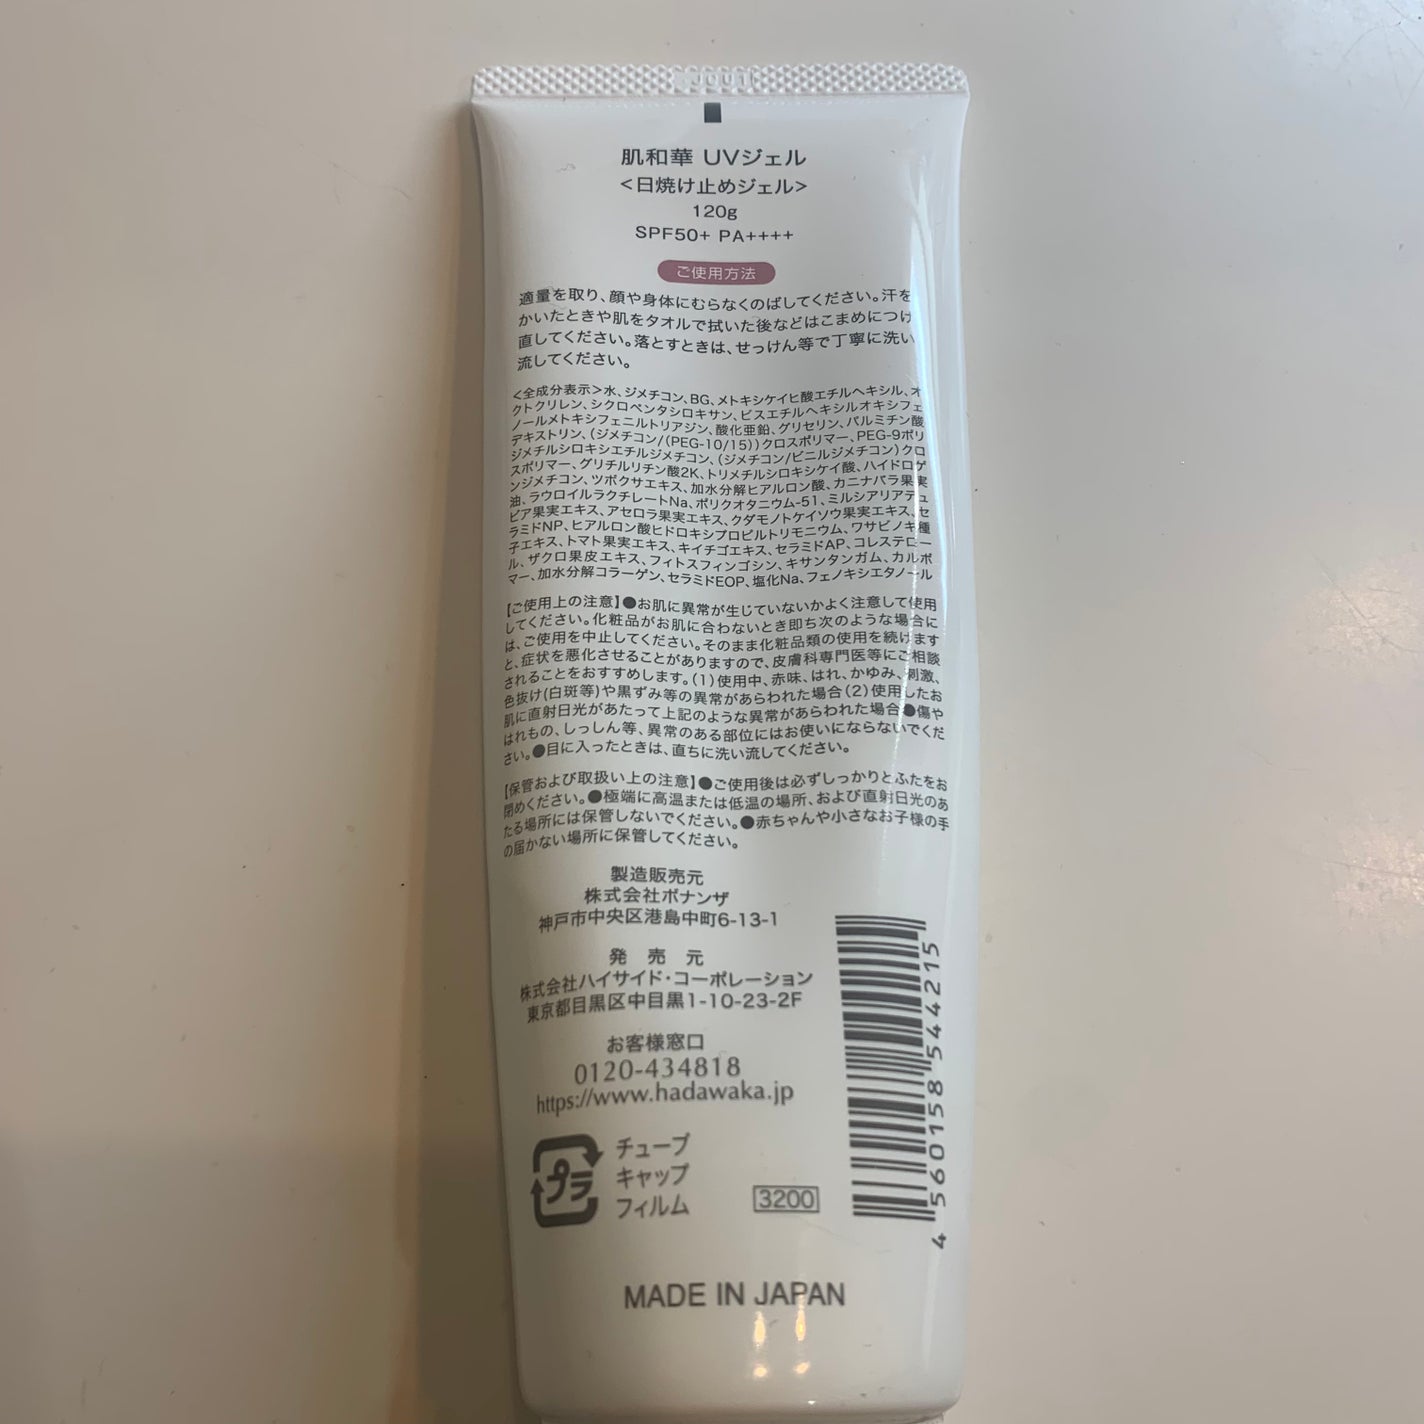 肌和華 UVジェル
<日焼け止めジェル>
120g
SPF50+ PA++++
ご使用方法
適量を取り、顔や身体にむらなくのばしてください。汗を
かいたときや肌をタオルで拭いた後などはこまめにつけ
直してください。落とすときは、せっけん等で丁寧に洗い
流してください。
<全成分表示>水、ジメチコン、BG、メトキシケイヒ酸エチルヘキシル、オ
クトクリレン、シクロペンタシロキサン、ビスエチルヘキシルオキシフェ
ノールメトキシフェニルトリアジン、酸化亜鉛、グリセリン、パルミチン酸
デキストリン、(ジメチコン/(PEG-10/15))クロスポリマー、PEG-9ポリ
ジメチルシロキシエチルジメチコン、(ジメチコン/ビニルジメチコン)クロ
スポリマー、グリチルリチン酸2K、トリメチルシロキシケイ酸、ハイドロゲ
ンジメチコン、ツボクサエキス、加水分解ヒアルロン酸、カニナバラ果実
油、ラウロイルラクチレートNa、ポリクオタニウム-51、ミルシアリアデュ
ビア果実エキス、アセロラ果実エキス、クダモノトケイソウ果実エキス、セ
ラミドNP、ヒアルロン酸ヒドロキシプロピルトリモニウム、ワサビノキ種
子エキス、トマト果実エキス、キイチゴエキス、セラミドAP、コレステロー
ル、ザクロ果皮エキス、フィトスフィンゴシン、キサンタンガム、カルボ
マー、加水分解コラーゲン、セラミドEOP、塩化Na、フェノキシエタノール
【ご使用上の注意】●お肌に異常が生じていないかよく注意して使用
してください。化粧品がお肌に合わないとき即ち次のような場合に
は、ご使用を中止してください。そのまま化粧品類の使用を続けます
と、症状を悪化させることがありますので、皮膚科専門医等にご相談
されることをおすすめします。(1)使用中、赤味、はれ、かゆみ、刺激、
色抜け(白斑等)や黒ずみ等の異常があらわれた場合(2)使用したお
肌に直射日光があたって上記のような異常があらわれた場合●傷や
はれもの、しっしん等、異常のある部位にはお使いにならないでくだ
さい。●目に入ったときは、直ちに洗い流してください。
【保管および取扱い上の注意】●ご使用後は必ずしっかりとふたをお
閉めください。●極端に高温または低温の場所、および直射日光のあ
たる場所には保管しないでください。●赤ちゃんや小さなお子様の手
の届かない場所に保管してください。
製造販売元
株式会社ボナンザ
神戸市中央区港島中町6-13-1
発 売 元
株式会社ハイサイド・コーポレーション
東京都目黒区中目黒1-10-23-2F
お客様窓口
0120-434818
https://www.hadawaka.jp
プラ
チューブ
キャップ
フィルム
3200
4 560158 544215
MADE IN JAPAN